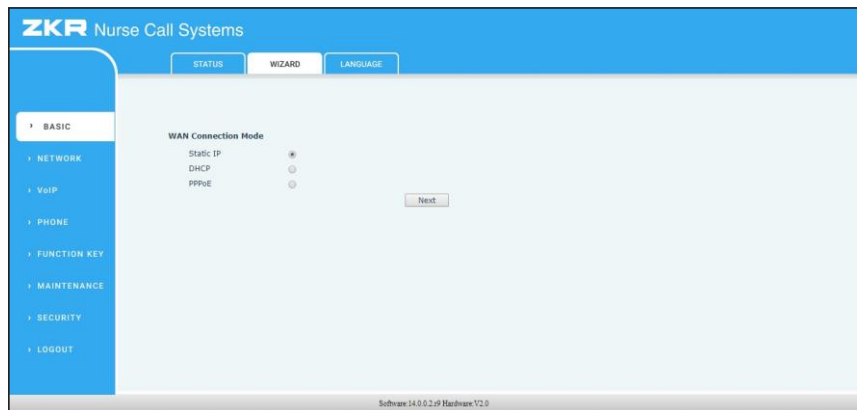 ZKR Nurse Call Systems
STATUS
WIZARD
LANGUAGE
› BASIC
› NETWORK
› VoIP
› PHONE
› FUNCTION KEY
› MAINTENANCE
› SECURITY
› LOGOUT
WAN Connection Mode
Static IP
DHCP
PPPoE
Next
Software:14.0.0.2.r9 Hardware:V2.0